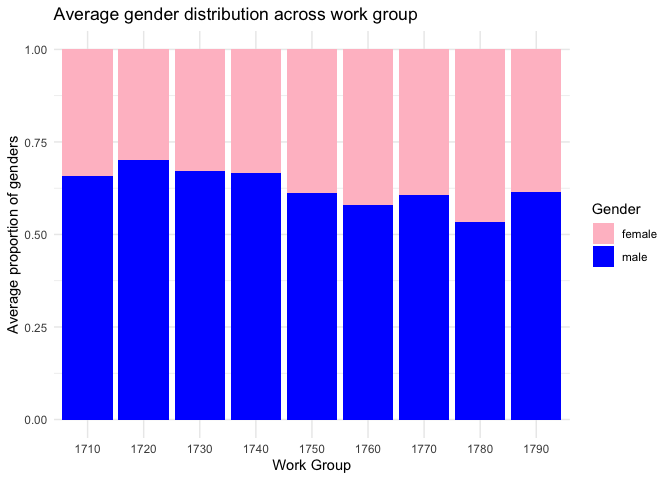 Average gender distribution across work group
1.00
0.75
0.50
0.25
0.00
Average proportion of genders
1710 1720 1730 1740 1750 1760 1770 1780 1790
Work Group
Gender
female
male